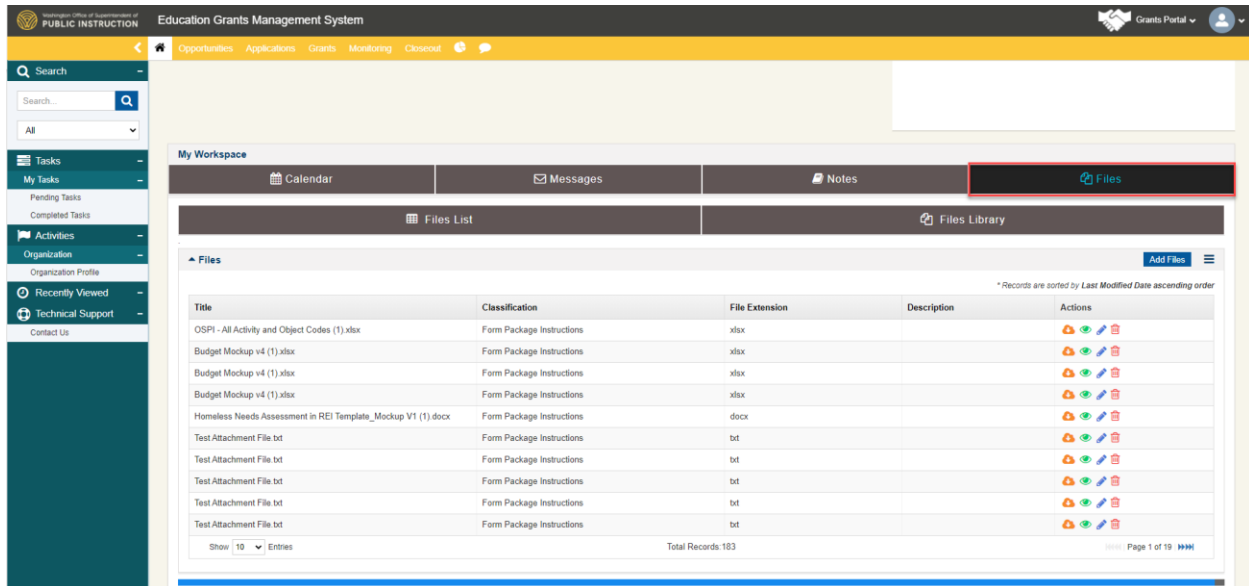 Washington Office of Superintendent of
PUBLIC INSTRUCTION
Education Grants Management System
Grants Portal
Opportunities Applications Grants Monitoring Closeout
Search
Search...
All
Tasks
My Tasks
Pending Tasks
Completed Tasks
Activities
Organization
Organization Profile
Recently Viewed
Technical Support
Contact Us
My Workspace
Calendar Messages Notes Files
Files List Files Library
Files Add Files
* Records are sorted by Last Modified Date ascending order
Title Classification File Extension Description Actions
OSPI - All Activity and Object Codes (1).xlsx Form Package Instructions xlsx
Budget Mockup v4 (1).xlsx Form Package Instructions xlsx
Budget Mockup v4 (1).xlsx Form Package Instructions xlsx
Budget Mockup v4 (1).xlsx Form Package Instructions xlsx
Homeless Needs Assessment in REI Template_Mockup V1 (1).docx Form Package Instructions docx
Test Attachment File.txt Form Package Instructions txt
Test Attachment File.txt Form Package Instructions txt
Test Attachment File.txt Form Package Instructions txt
Test Attachment File.txt Form Package Instructions txt
Test Attachment File.txt Form Package Instructions txt
Show 10 Entries Total Records:183 Page 1 of 19